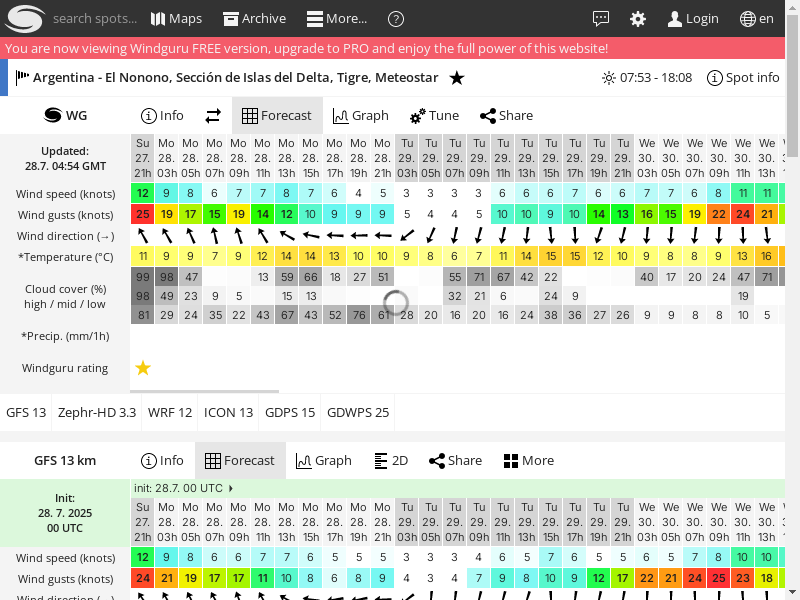 search spots... Maps Archive More... ? Login en
You are now viewing Windguru FREE version, upgrade to PRO and enjoy the full power of this website!
Argentina - El Nonono, Sección de Islas del Delta, Tigre, Meteostar ★ 07:53 - 18:08 Spot info
WG Info Forecast Graph Tune Share
Updated:
28.7. 04:54 GMT
Su Mo Mo Mo Mo Mo Mo Mo Mo Mo Mo Tu Tu Tu Tu Tu Tu Tu Tu Tu Tu We We We We We We
27. 28. 28. 28. 28. 28. 28. 28. 28. 28. 28. 29. 29. 29. 29. 29. 29. 29. 29. 29. 29. 30. 30. 30. 30. 30. 30.
21h 03h 05h 07h 09h 11h 13h 15h 17h 19h 21h 03h 05h 07h 09h 11h 13h 15h 17h 19h 21h 03h 05h 07h 09h 11h 13h
Wind speed (knots) 12 9 8 6 7 7 8 7 6 4 5 3 3 3 3 6 6 6 7 6 6 7 7 6 8 11 11
Wind gusts (knots) 25 19 17 15 19 14 12 10 9 9 9 5 4 4 5 10 10 9 10 14 13 16 15 19 22 24 21
Wind direction (→)
*Temperature (°C) 11 9 9 7 9 12 14 14 13 10 10 9 8 6 7 11 14 15 15 12 10 9 8 8 9 13 16
Cloud cover (%)
high / mid / low
99 98 47 13 59 66 18 27 51 55 71 67 42 22 40 17 20 24 47 71
98 49 23 9 5 15 13 32 21 6 24 9 19
81 29 24 35 22 43 67 43 52 76 61 28 20 16 20 16 24 38 36 27 26 9 9 8 8 10 5
*Precip. (mm/1h)
Windguru rating ★
GFS 13 Zephr-HD 3.3 WRF 12 ICON 13 GDPS 15 GDWPS 25
GFS 13 km Info Forecast Graph 2D Share More
init: 28.7. 00 UTC
Init:
28. 7. 2025
00 UTC
Su Mo Mo Mo Mo Mo Mo Mo Mo Mo Mo Tu Tu Tu Tu Tu Tu Tu Tu Tu Tu We We We We We We
27. 28. 28. 28. 28. 28. 28. 28. 28. 28. 28. 29. 29. 29. 29. 29. 29. 29. 29. 29. 29. 30. 30. 30. 30. 30. 30.
21h 03h 05h 07h 09h 11h 13h 15h 17h 19h 21h 03h 05h 07h 09h 11h 13h 15h 17h 19h 21h 03h 05h 07h 09h 11h 13h
Wind speed (knots) 12 9 8 6 6 7 7 6 5 5 5 3 3 3 4 6 5 7 6 5 5 6 5 7 8 10 10
Wind gusts (knots) 24 21 19 17 17 11 10 8 6 8 9 4 3 4 7 9 8 10 9 12 17 22 21 24 25 23 18
Wind direction (→)